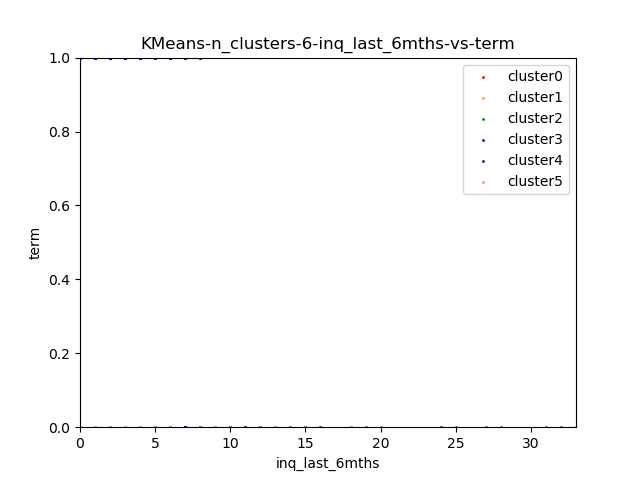 KMeans-n_clusters-6-inq_last_6mths-vs-term
1.0
0.8
0.6
0.4
0.2
0.0
term
cluster0
cluster1
cluster2
cluster3
cluster4
cluster5
0 5 10 15 20 25 30
inq_last_6mths